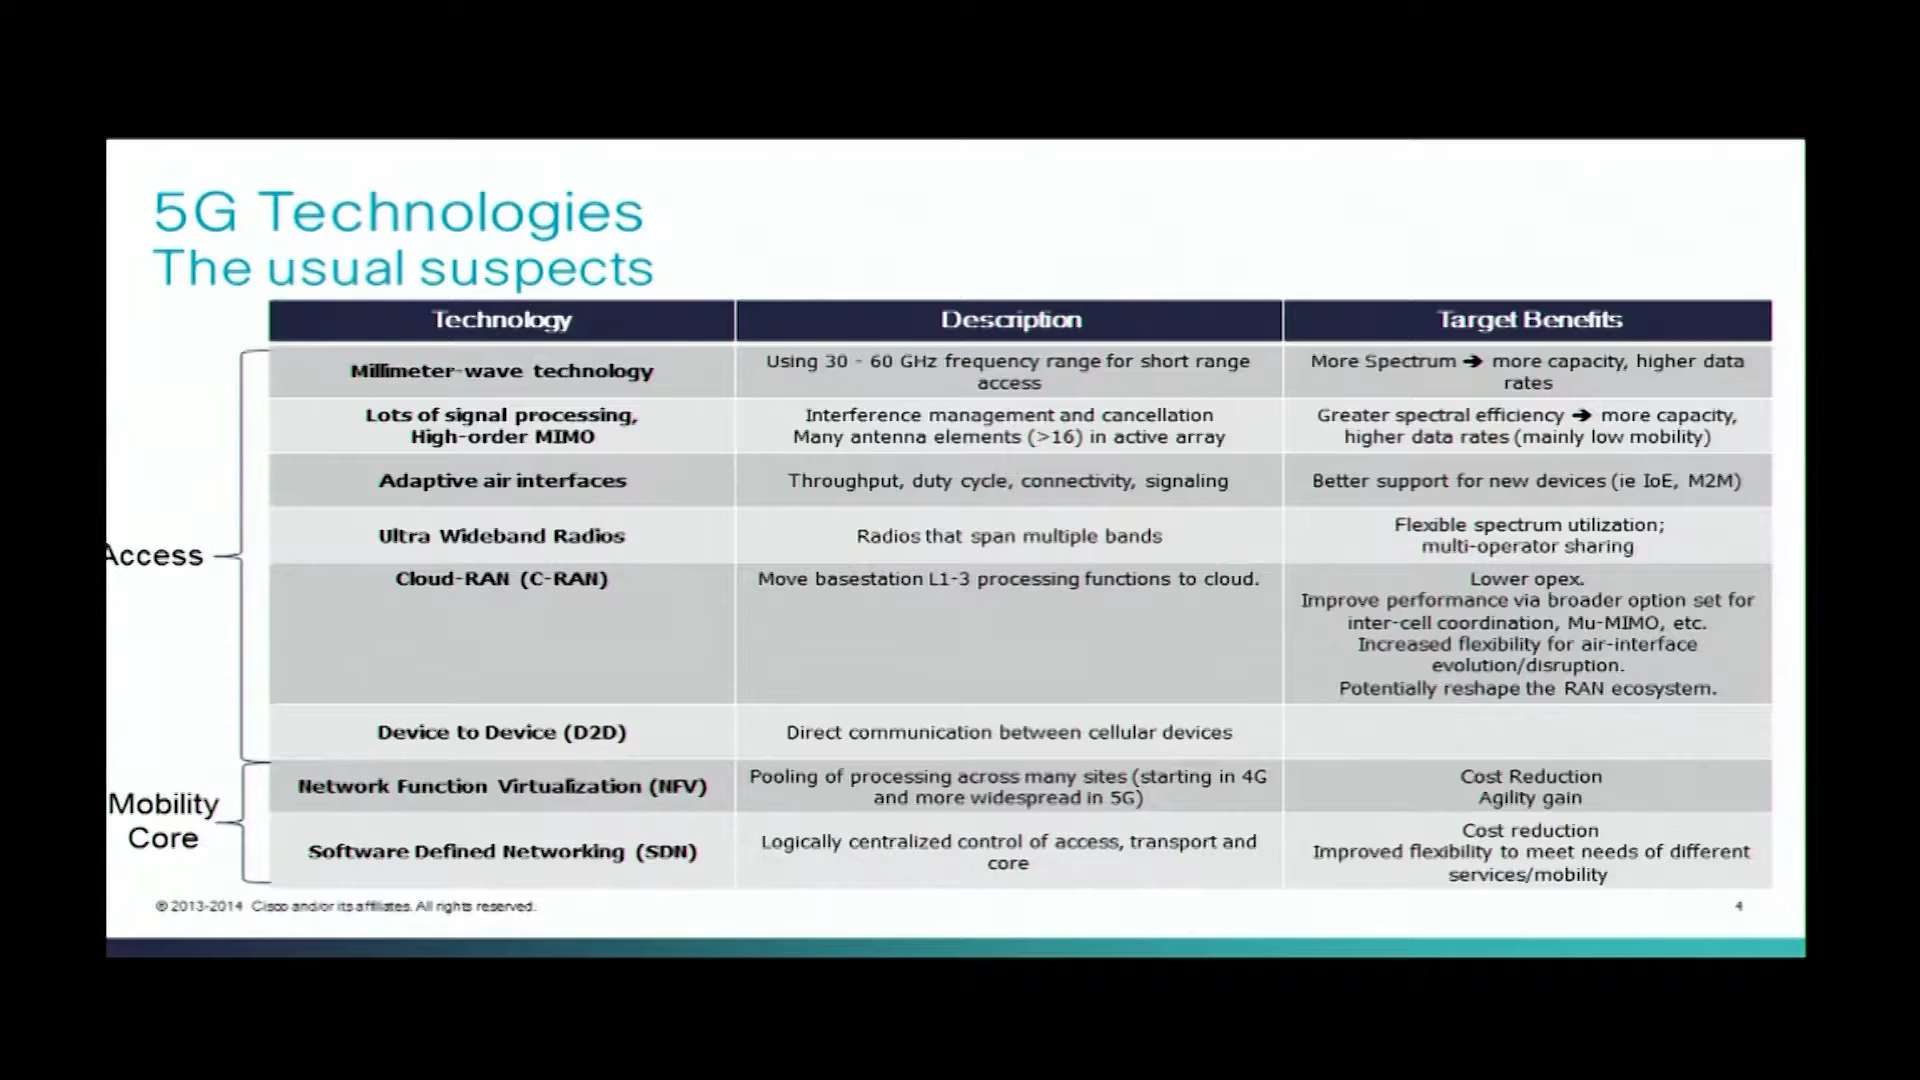 5G Technologies
The usual suspects
Technology Description Target Benefits
Millimeter-wave technology
Using 30 - 60 GHz frequency range for short range
access
More Spectrum ➔ more capacity, higher data
rates
Lots of signal processing,
High-order MIMO
Interference management and cancellation
Many antenna elements (>16) in active array
Greater spectral efficiency ➔ more capacity,
higher data rates (mainly low mobility)
Adaptive air interfaces
Throughput, duty cycle, connectivity, signaling
Better support for new devices (ie IoE, M2M)
Access
Ultra Wideband Radios
Radios that span multiple bands
Flexible spectrum utilization;
multi-operator sharing
Cloud-RAN (C-RAN)
Move basestation L1-3 processing functions to cloud.
Lower opex.
Improve performance via broader option set for
inter-cell coordination, Mu-MIMO, etc.
Increased flexibility for air-interface
evolution/disruption.
Potentially reshape the RAN ecosystem.
Device to Device (D2D)
Direct communication between cellular devices
Mobility
Core
Network Function Virtualization (NFV)
Pooling of processing across many sites (starting in 4G
and more widespread in 5G)
Cost Reduction
Agility gain
Software Defined Networking (SDN)
Logically centralized control of access, transport and
core
Cost reduction
Improved flexibility to meet needs of different
services/mobility
© 2013-2014 Cisco and/or its affiliates. All rights reserved.
4